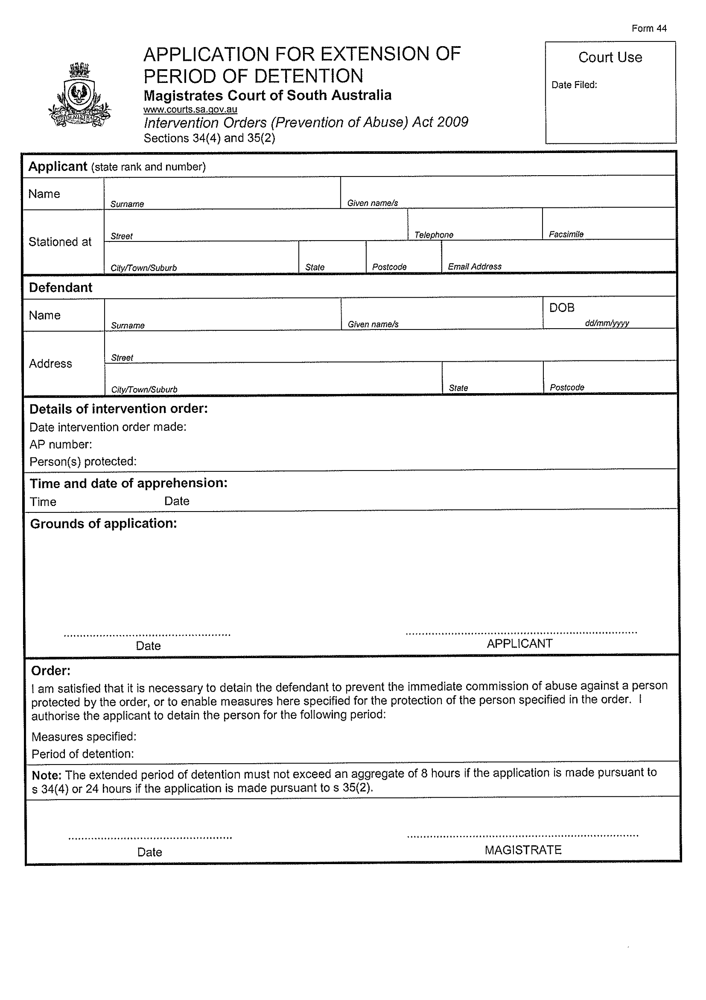 Form 44
APPLICATION FOR EXTENSION OF
PERIOD OF DETENTION
Magistrates Court of South Australia
www.courts.sa.gov.au
Intervention Orders (Prevention of Abuse) Act 2009
Sections 34(4) and 35(2)
Court Use
Date Filed:
SOUTH AUSTRALIA
Applicant (state rank and number)
Name
Surname
Given name/s
Stationed at
Street
Telephone
Facsimile
City/Town/Suburb
State
Postcode
Email Address
Defendant
Name
Surname
Given name/s
DOB
dd/mm/yyyy
Address
Street
City/Town/Suburb
State
Postcode
Details of intervention order:
Date intervention order made:
AP number:
Person(s) protected:
Time and date of apprehension:
Time Date
Grounds of application:
Date
APPLICANT
Order:
I am satisfied that it is necessary to detain the defendant to prevent the immediate commission of abuse against a person
protected by the order, or to enable measures here specified for the protection of the person specified in the order. I
authorise the applicant to detain the person for the following period:
Measures specified:
Period of detention:
Note: The extended period of detention must not exceed an aggregate of 8 hours if the application is made pursuant to
s 34(4) or 24 hours if the application is made pursuant to s 35(2).
Date
MAGISTRATE